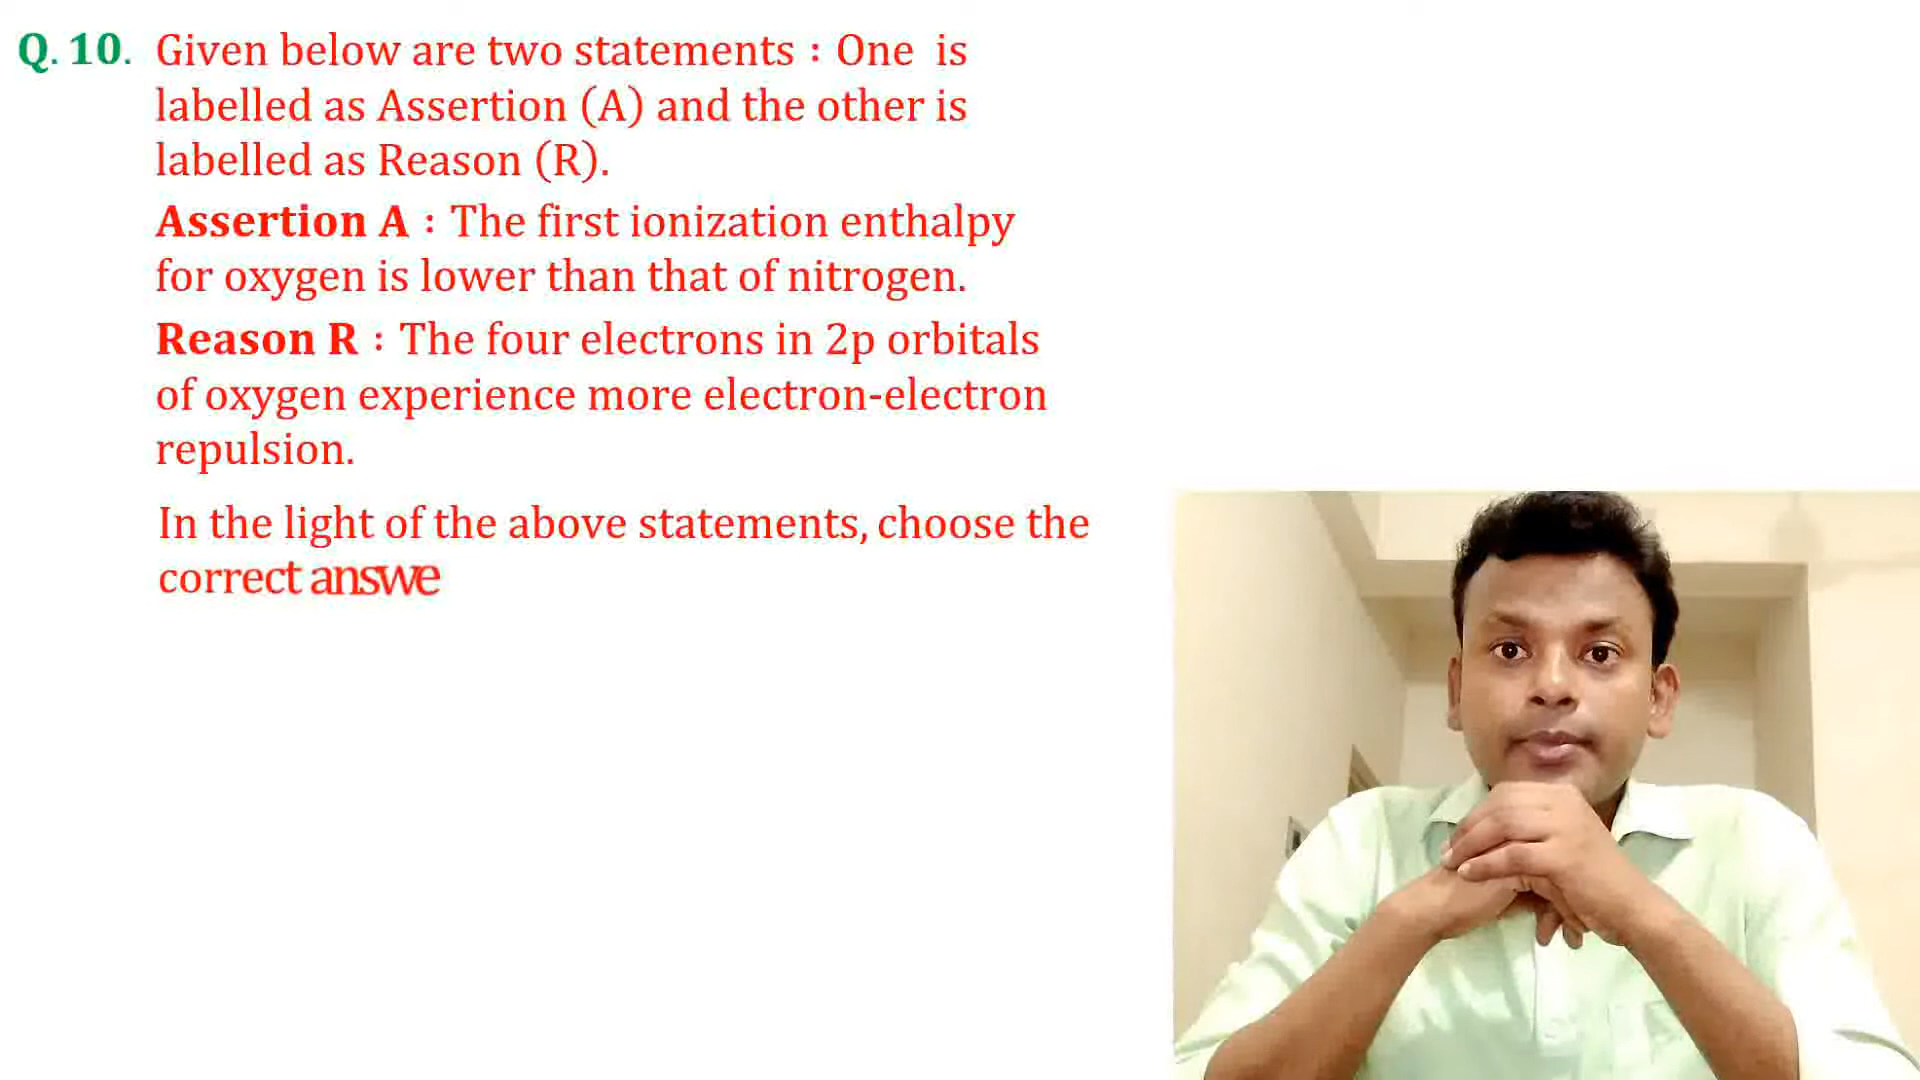 Q. 10. Given below are two statements : One is
labelled as Assertion (A) and the other is
labelled as Reason (R).
Assertion A : The first ionization enthalpy
for oxygen is lower than that of nitrogen.
Reason R : The four electrons in 2p orbitals
of oxygen experience more electron-electron
repulsion.
In the light of the above statements, choose the
correct answe